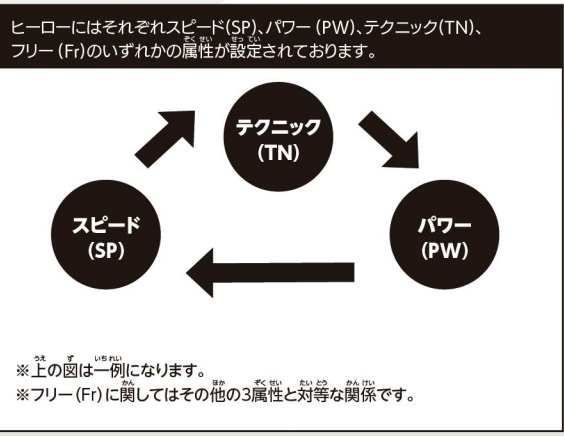 ヒーローにはそれぞれスピード(SP)、パワー(PW)、テクニック(TN)、
フリー(Fr)のいずれかの属性が設定されております。
テクニック
(TN)
スピード
(SP)
パワー
(PW)
※上の図は一例になります。
※フリー(Fr)に関してはその他の3属性と対等な関係です。